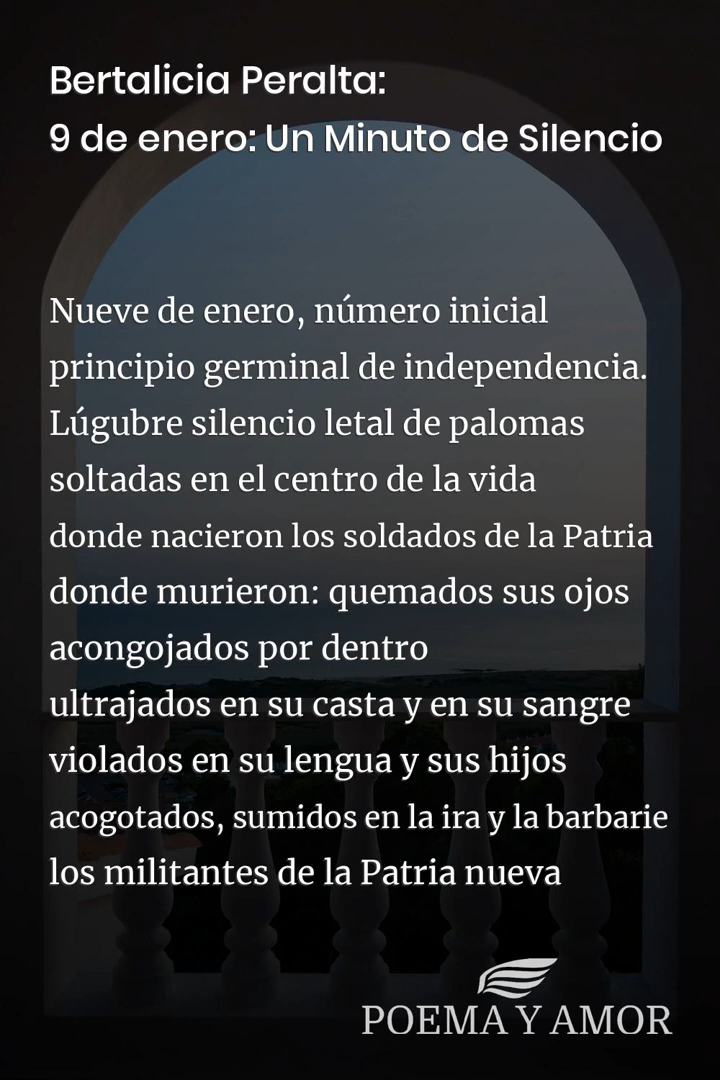 Bertalicia Peralta:
9 de enero: Un Minuto de Silencio
Nueve de enero, número inicial
principio germinal de independencia.
Lúgubre silencio letal de palomas
soltadas en el centro de la vida
donde nacieron los soldados de la Patria
donde murieron: quemados sus ojos
acongojados por dentro
ultrajados en su casta y en su sangre
violados en su lengua y sus hijos
acogotados, sumidos en la ira y la barbarie
los militantes de la Patria nueva
POEMA Y AMOR